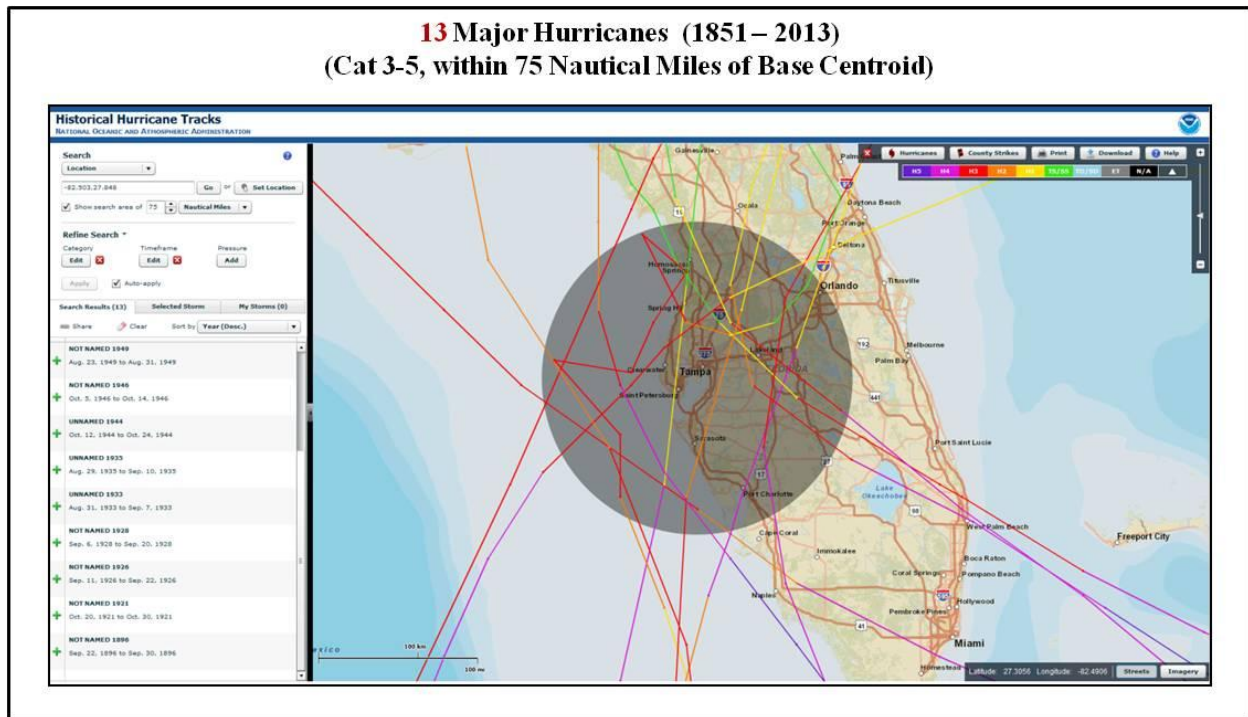 13 Major Hurricanes (1851 – 2013)
(Cat 3-5, within 75 Nautical Miles of Base Centroid)
Historical Hurricane Tracks
NATIONAL OCEANIC AND ATMOSPHERIC ADMINISTRATION
Search
Location
-82.503,27.848
Go or Set Location
Show search area of 75 Nautical Miles
Refine Search
Category Timeframe Pressure
Edit Edit Add
Apply Auto-apply
Search Results (13) Selected Storm My Storms (0)
Share Clear Sort by Year (Desc.)
NOT NAMED 1949
Aug. 23, 1949 to Aug. 31, 1949
NOT NAMED 1946
Oct. 5, 1946 to Oct. 14, 1946
UNNAMED 1944
Oct. 12, 1944 to Oct. 24, 1944
UNNAMED 1935
Aug. 29, 1935 to Sep. 10, 1935
UNNAMED 1933
Aug. 31, 1933 to Sep. 7, 1933
NOT NAMED 1928
Sep. 6, 1928 to Sep. 20, 1928
NOT NAMED 1926
Sep. 11, 1926 to Sep. 22, 1926
NOT NAMED 1921
Oct. 20, 1921 to Oct. 30, 1921
NOT NAMED 1896
Sep. 22, 1896 to Sep. 30, 1896
Hurricanes County Strikes Print Download Help
H5 H4 H3 H2 H1 TS/SS TD/SD ET N/A
Gainesville
Ocala
Daytona Beach
Port Orange
Deltona
Homosassa
Springs
Titusville
Orlando
Spring Hill
Lakeland
Melbourne
Palm Bay
Clearwater
Tampa
FLORIDA
Saint Petersburg
Sarasota
Port Saint Lucie
Port Charlotte
Lake
Okeechobee
West Palm Beach
Cape Coral
Freeport City
Immokalee
Boca Raton
Coral Springs
Pompano Beach
Naples
Hollywood
Pembroke Pines
Miami
Homestead
100 km
100 mi
Latitude: 27.3056 Longitude: -82.4906 Streets Imagery